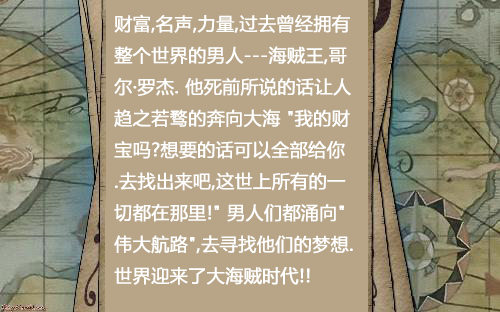 财富,名声,力量,过去曾经拥有
整个世界的男人---海贼王,哥
尔·罗杰. 他死前所说的话让人
趋之若骛的奔向大海 "我的财
宝吗?想要的话可以全部给你
.去找出来吧,这世上所有的一
切都在那里!" 男人们都涌向"
伟大航路",去寻找他们的梦想.
世界迎来了大海贼时代!!